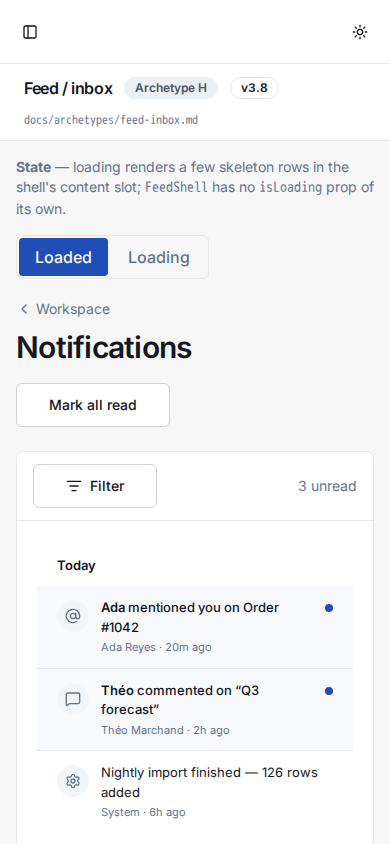 Feed / inbox Archetype H v3.8
docs/archetypes/feed-inbox.md
State — loading renders a few skeleton rows in the
shell's content slot; FeedShell has no isLoading prop of
its own.
Loaded Loading
Workspace
Notifications
Mark all read
Filter 3 unread
Today
Ada mentioned you on Order
#1042
Ada Reyes · 20m ago
Théo commented on “Q3
forecast”
Théo Marchand · 2h ago
Nightly import finished — 126 rows
added
System · 6h ago